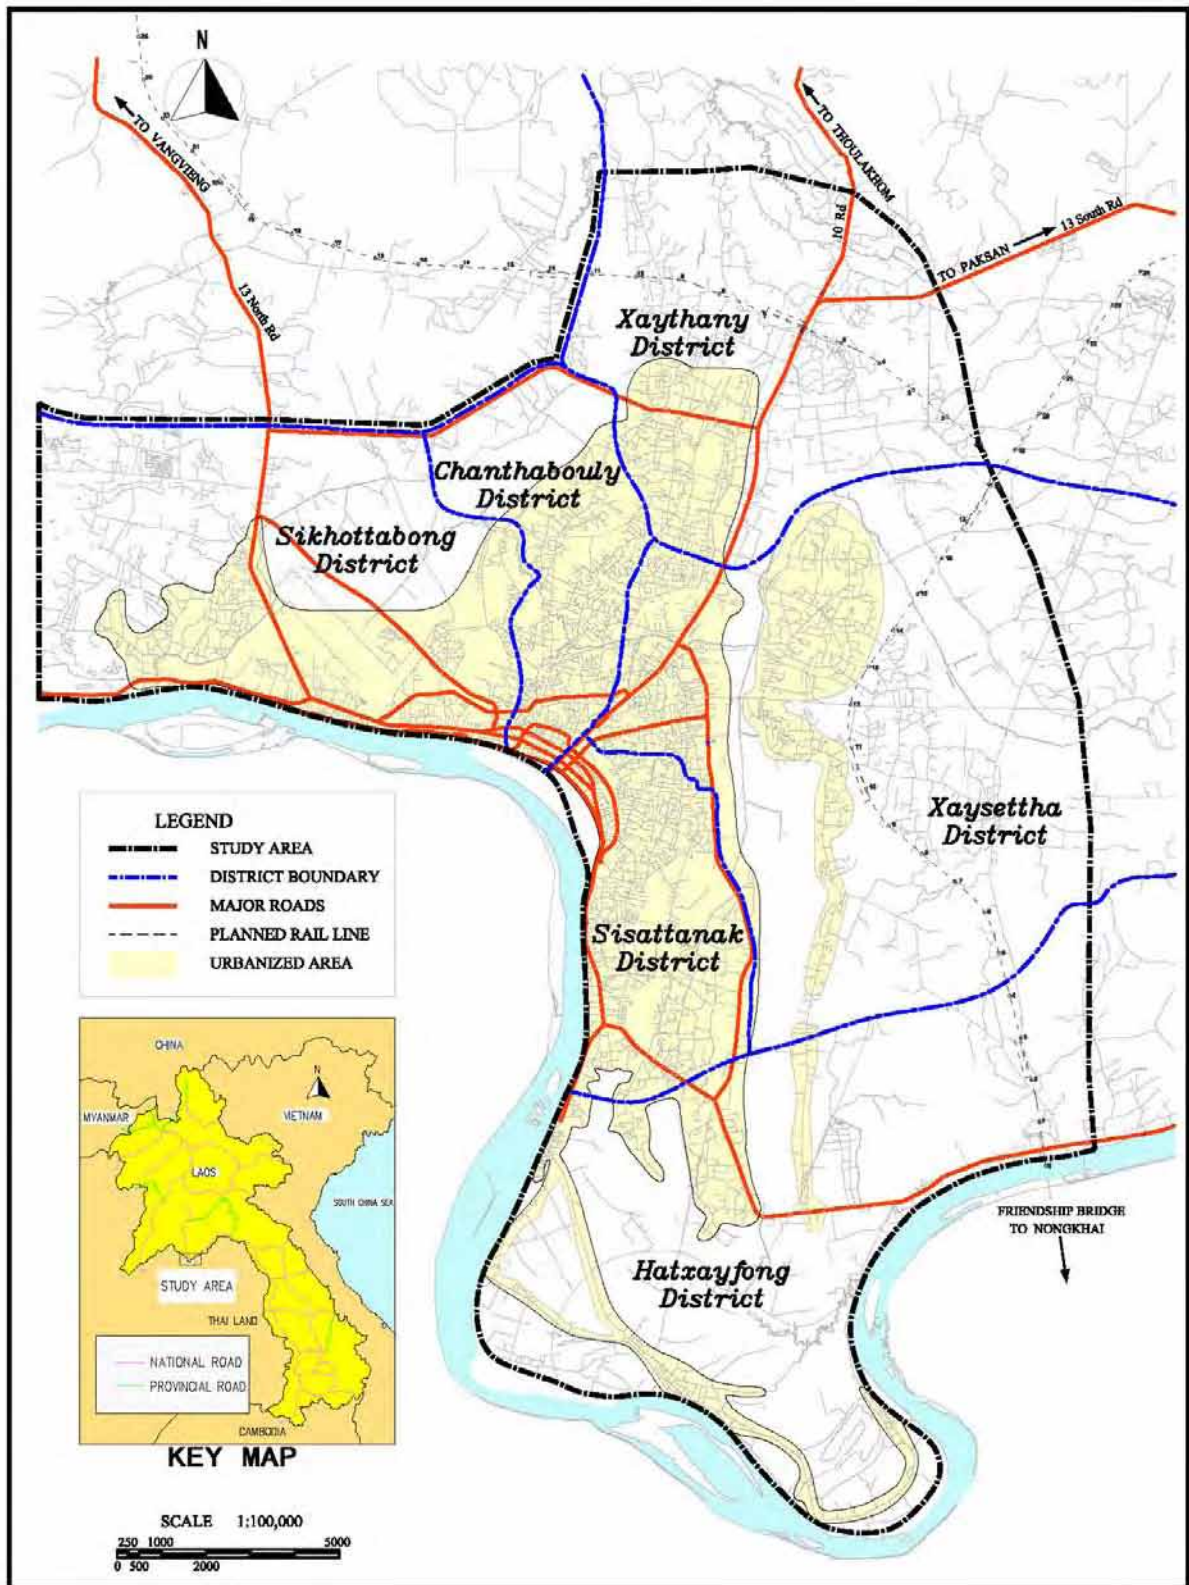 N
TO VANGVIENG
TO THOULAKHOM
10 Rd
13 South Rd
TO PAKSAN
13 North Rd
Xaythany
District
Chanthabouly
District
Sikhottabong
District
Xaysettha
District
Sisattanak
District
Hatxayfong
District
FRIENDSHIP BRIDGE
TO NONGKHAI
LEGEND
STUDY AREA
DISTRICT BOUNDARY
MAJOR ROADS
PLANNED RAIL LINE
URBANIZED AREA
CHINA
N
MYANMAR
VIETNAM
LAOS
SOUTH CHINA SEA
STUDY AREA
THAI LAND
NATIONAL ROAD
PROVINCIAL ROAD
CAMBODIA
KEY MAP
SCALE 1:100,000
250 1000 5000
0 500 2000